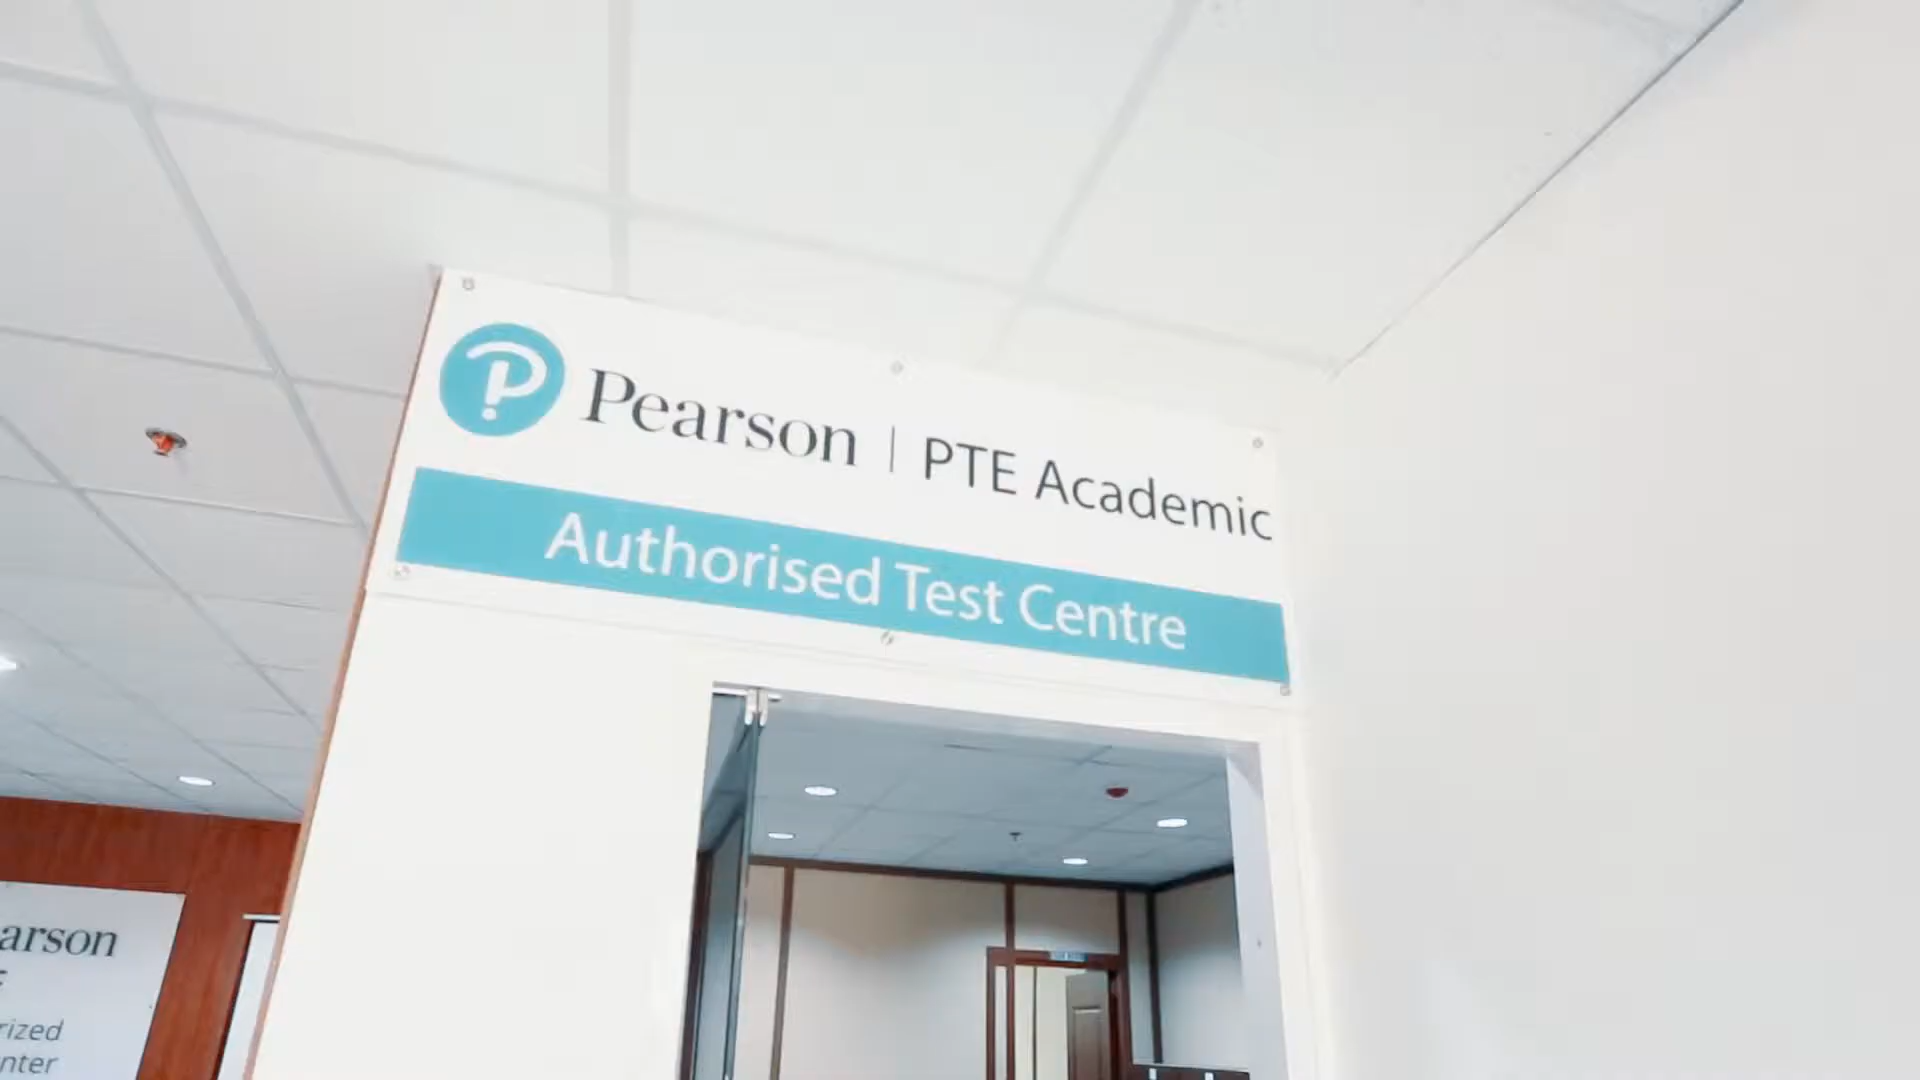 Pearson | PTE Academic
Authorised Test Centre
arson
rized
nter